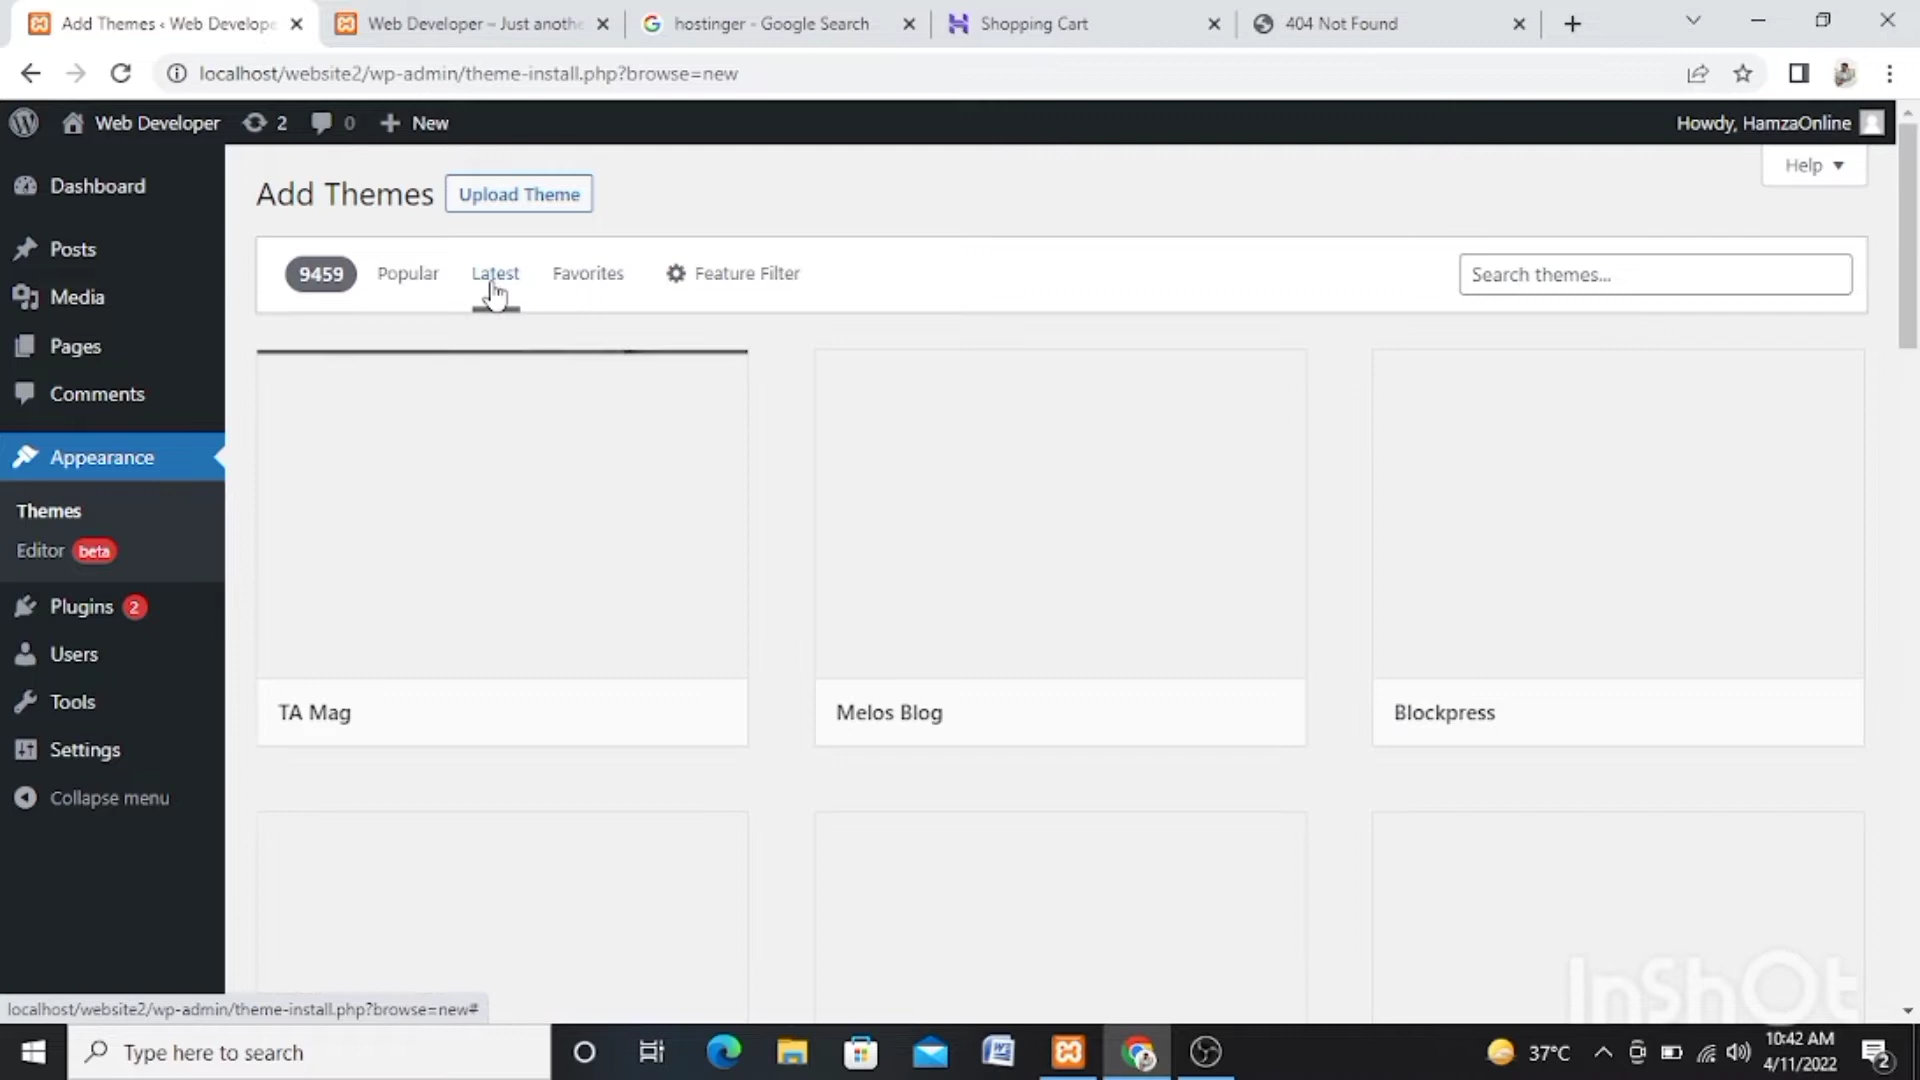 Add Themes ‹ Web Develope
Web Developer – Just anothe
hostinger - Google Search
Shopping Cart
404 Not Found
localhost/website2/wp-admin/theme-install.php?browse=new
Web Developer
2
0
New
Howdy, HamzaOnline
Dashboard
Posts
Media
Pages
Comments
Appearance
Themes
Editor beta
Plugins 2
Users
Tools
Settings
Collapse menu
Help
Add Themes
Upload Theme
9459 Popular Latest Favorites Feature Filter
Search themes...
TA Mag
Melos Blog
Blockpress
InShOt
localhost/website2/wp-admin/theme-install.php?browse=new#
Type here to search
37°C
10:42 AM
4/11/2022
2